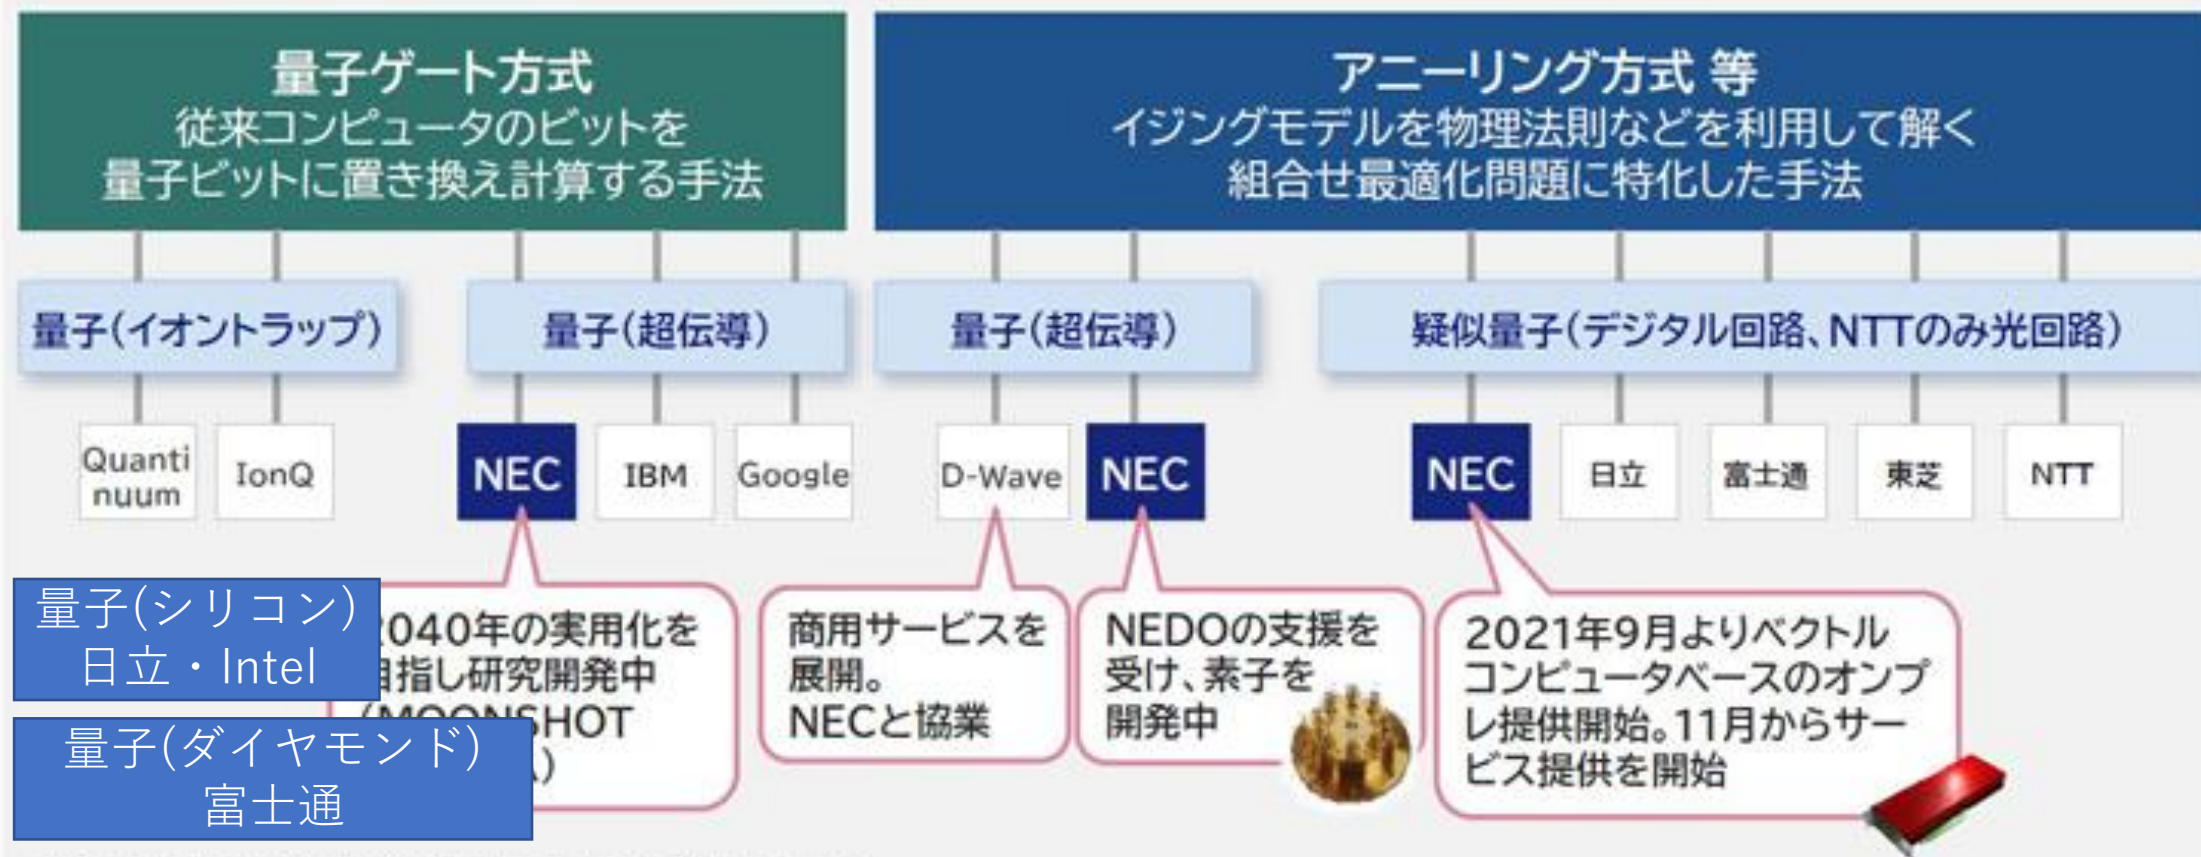 量子ゲート方式
従来コンピュータのビットを
量子ビットに置き換え計算する手法
アニーリング方式 等
イジングモデルを物理法則などを利用して解く
組合せ最適化問題に特化した手法
量子(イオントラップ)
量子(超伝導)
量子(超伝導)
疑似量子(デジタル回路、NTTのみ光回路)
Quanti
nuum
IonQ
NEC
IBM
Google
D-Wave
NEC
NEC
日立
富士通
東芝
NTT
量子(シリコン)
日立・Intel
量子(ダイヤモンド)
富士通
040年の実用化を
指し研究開発中
(MOONSHOT
)
商用サービスを
展開。
NECと協業
NEDOの支援を
受け、素子を
開発中
2021年9月よりベクトル
コンピュータベースのオンプ
レ提供開始。11月からサー
ビス提供を開始